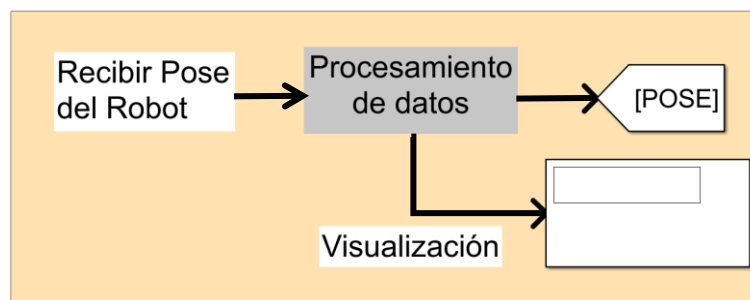 Recibir Pose
del Robot
Procesamiento
de datos
[POSE]
Visualización